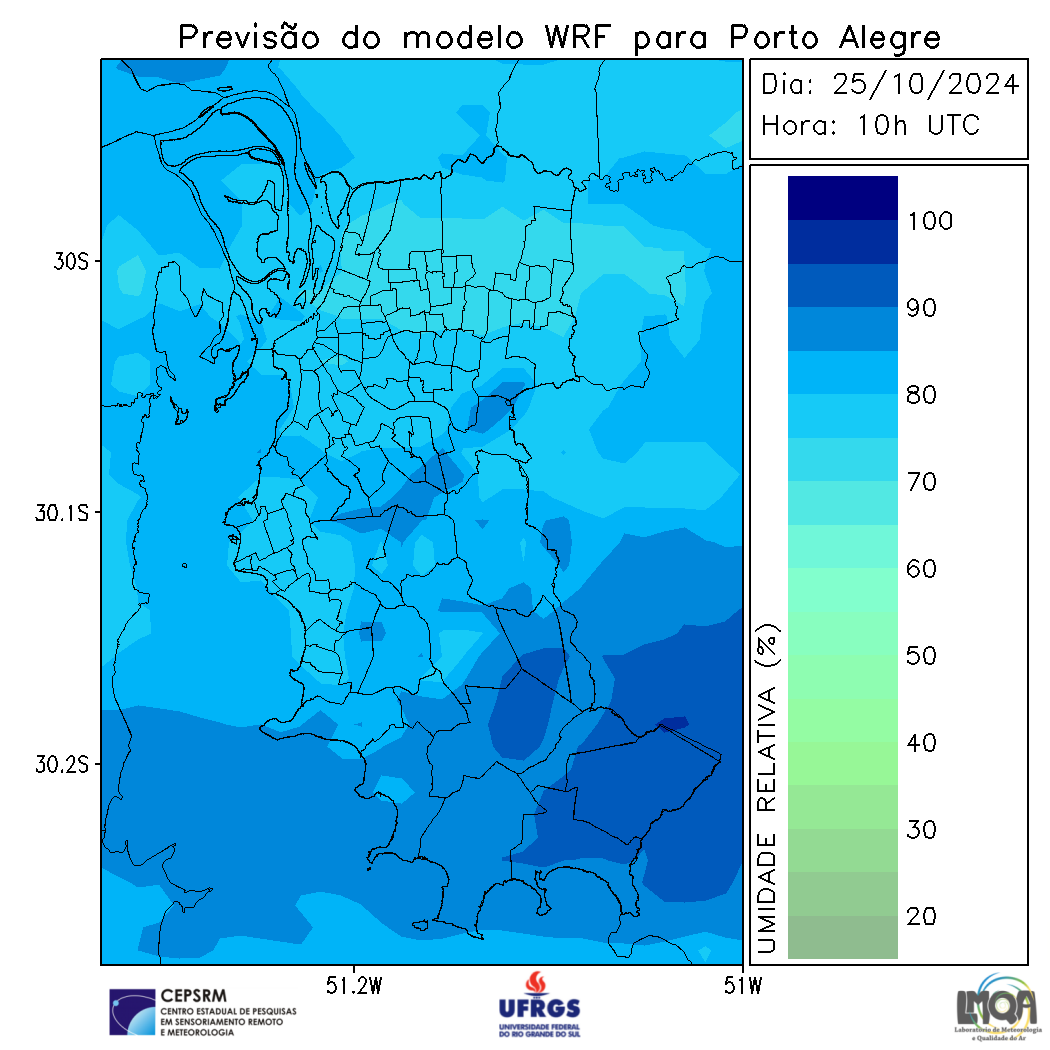 Previsão do modelo WRF para Porto Alegre
Dia: 25/10/2024
Hora: 10h UTC
100
90
80
70
60
50
40
30
20
UMIDADE RELATIVA (%)
30S
30.1S
30.2S
51.2W
51W
CEPSRM
CENTRO ESTADUAL DE PESQUISAS
EM SENSORIAMENTO REMOTO
E METEOROLOGIA
UFRGS
UNIVERSIDADE FEDERAL
DO RIO GRANDE DO SUL
LMQA
Laboratório de Meteorologia
e Qualidade do Ar